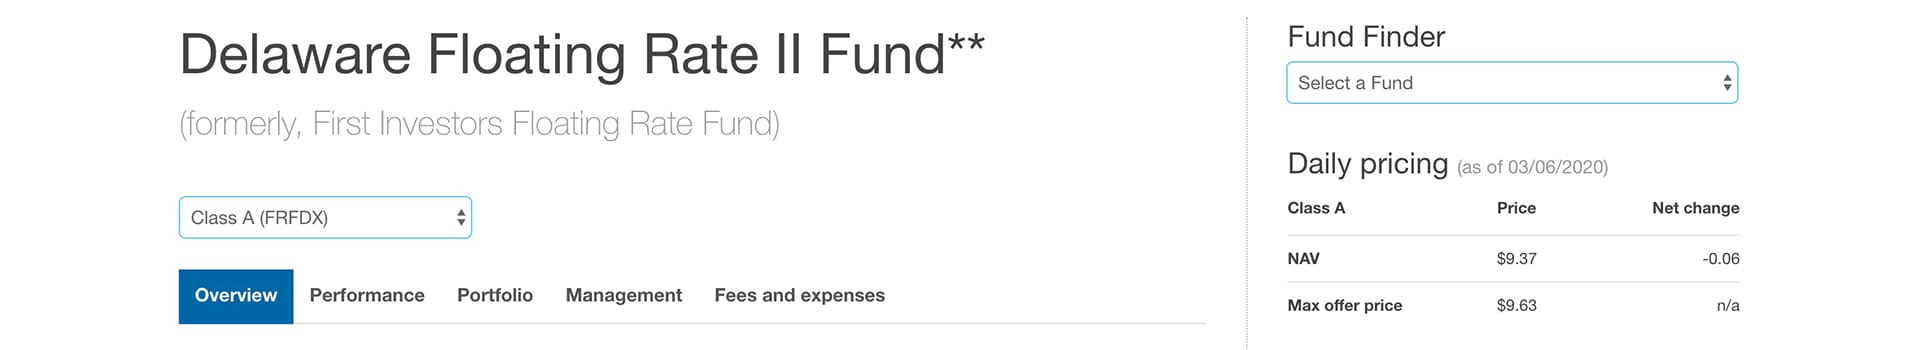 Delaware Floating Rate II Fund**
(formerly, First Investors Floating Rate Fund)
Class A (FRFDX)
Overview Performance Portfolio Management Fees and expenses
Fund Finder
Select a Fund
Daily pricing (as of 03/06/2020)
Class A Price Net change
NAV $9.37 -0.06
Max offer price $9.63 n/a